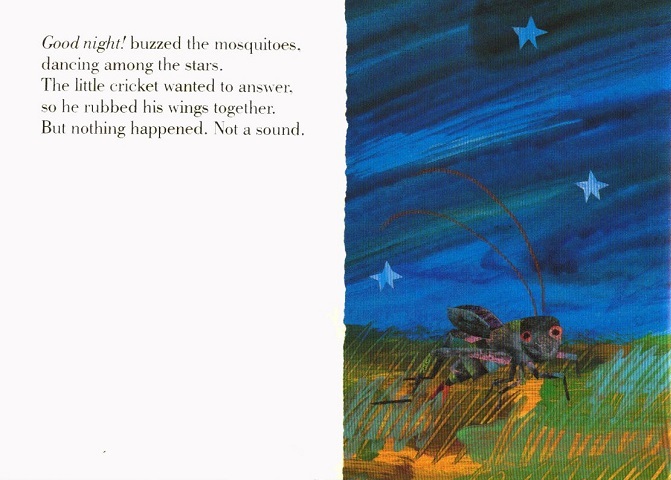 Good night! buzzed the mosquitoes,
dancing among the stars.
The little cricket wanted to answer,
so he rubbed his wings together.
But nothing happened. Not a sound.